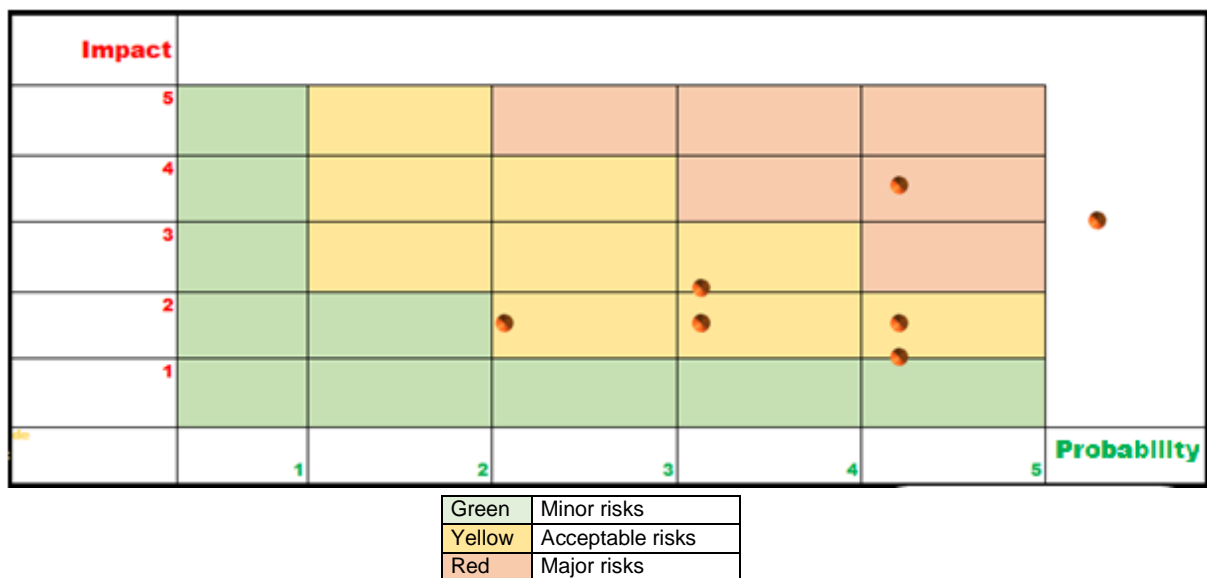 Impact
5
4
3
2
1
de
1 2 3 4 5 Probability
Green Minor risks
Yellow Acceptable risks
Red Major risks